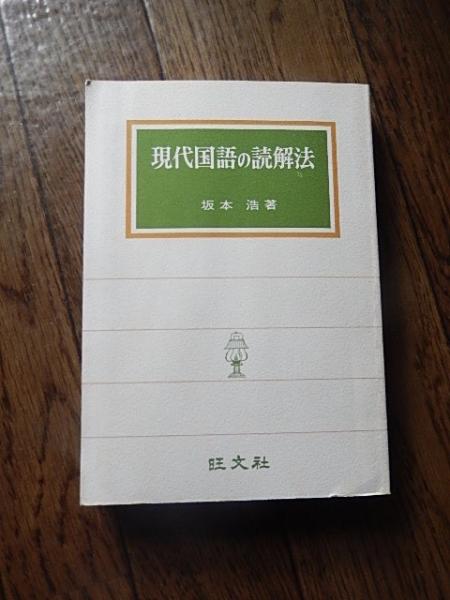 現代国語の読解法
坂本 浩著
旺文社